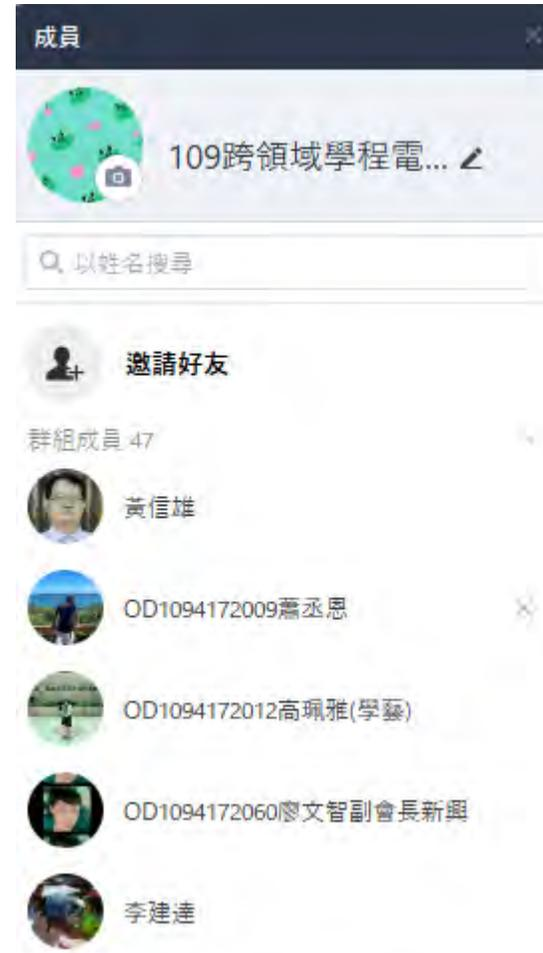 成員
109跨領域學程電...
以姓名搜尋
邀請好友
群組成員 47
黃信雄
OD1094172009蕭丞恩
OD1094172012高珮雅(學藝)
OD1094172060廖文智副會長新興
李建達